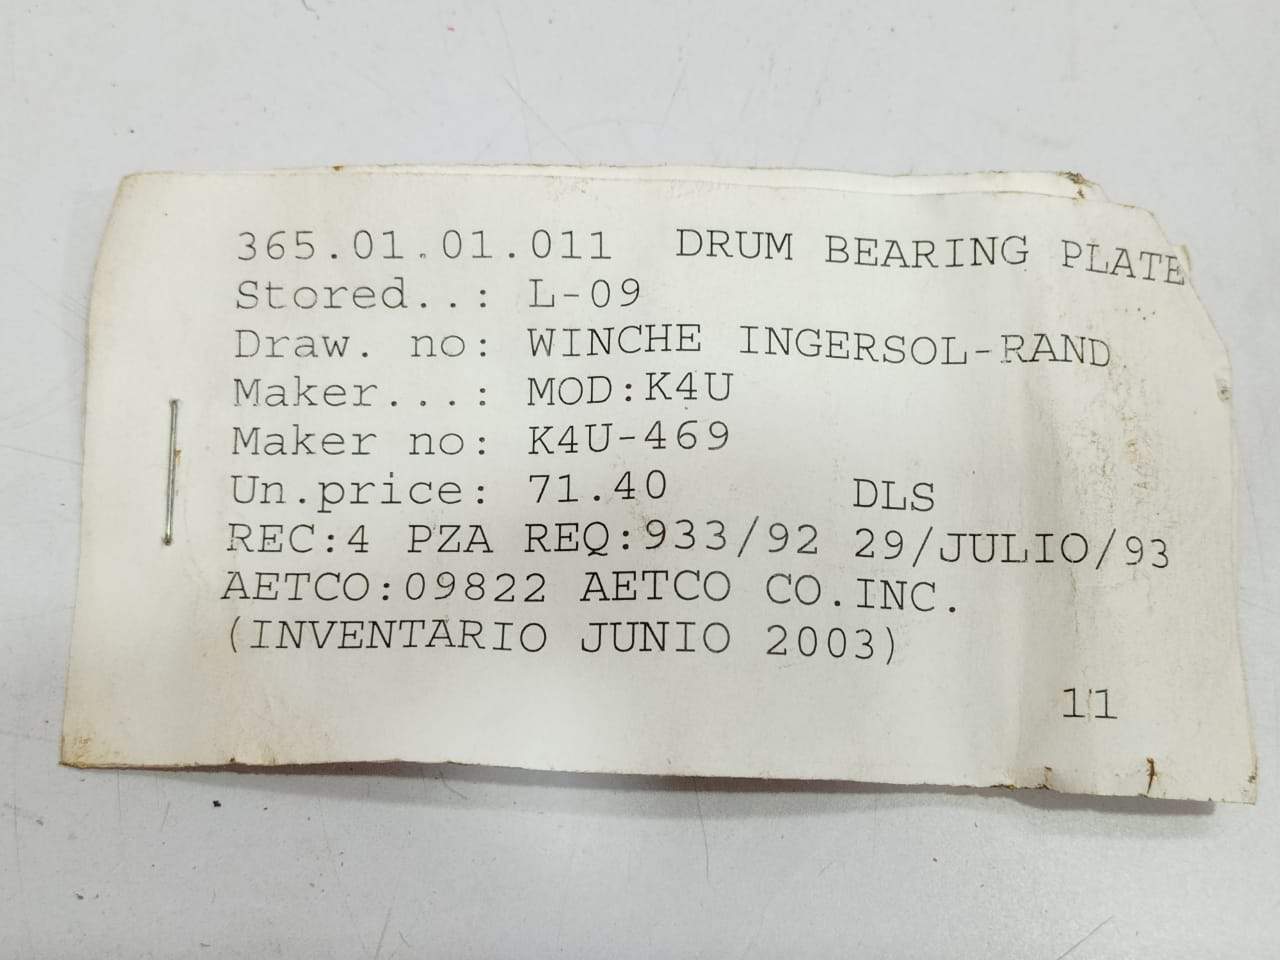 365.01.01.011 DRUM BEARING PLATE
Stored..: L-09
Draw. no: WINCHE INGERSOL-RAND
Maker...: MOD:K4U
Maker no: K4U-469
Un.price: 71.40 DLS
REC:4 PZA REQ:933/92 29/JULIO/93
AETCO:09822 AETCO CO.INC.
(INVENTARIO JUNIO 2003)
11